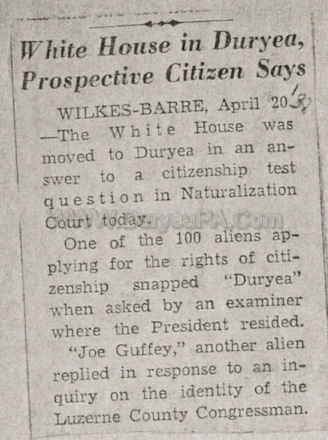 White House in Duryea,
Prospective Citizen Says
WILKES-BARRE, April 20
—The White House was
moved to Duryea in an an-
swer to a citizenship test
question in Naturalization
Court today.
www.DuryeaPA.Com
One of the 100 aliens ap-
plying for the rights of citi-
zenship snapped "Duryea"
when asked by an examiner
where the President resided.
"Joe Guffey," another alien
replied in response to an in-
quiry on the identity of the
Luzerne County Congressman.